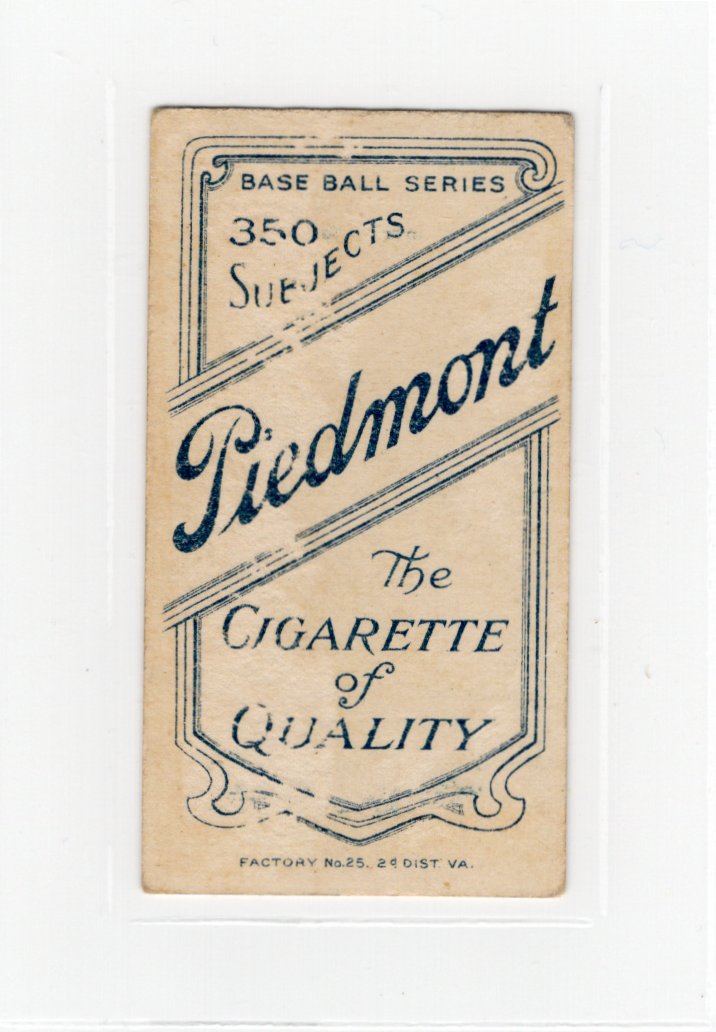 BASE BALL SERIES
350
SUBJECTS
Piedmont
The
CIGARETTE
of
QUALITY
FACTORY No. 25. 2d DIST. VA.